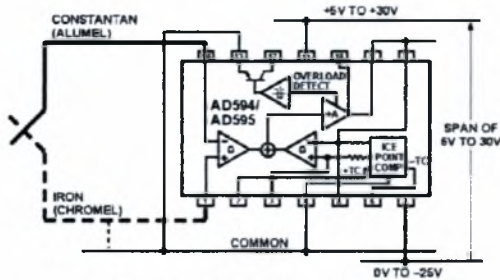 +5V TO +30V
CONSTANTAN
(ALUMEL)
OVERLOAD
DETECT
AD594/
AD595
+A
SPAN OF
5V TO 30V
G
G
ICE
POINT
COMP
–TC
+TC
IRON
(CHROMEL)
COMMON
0V TO –25V